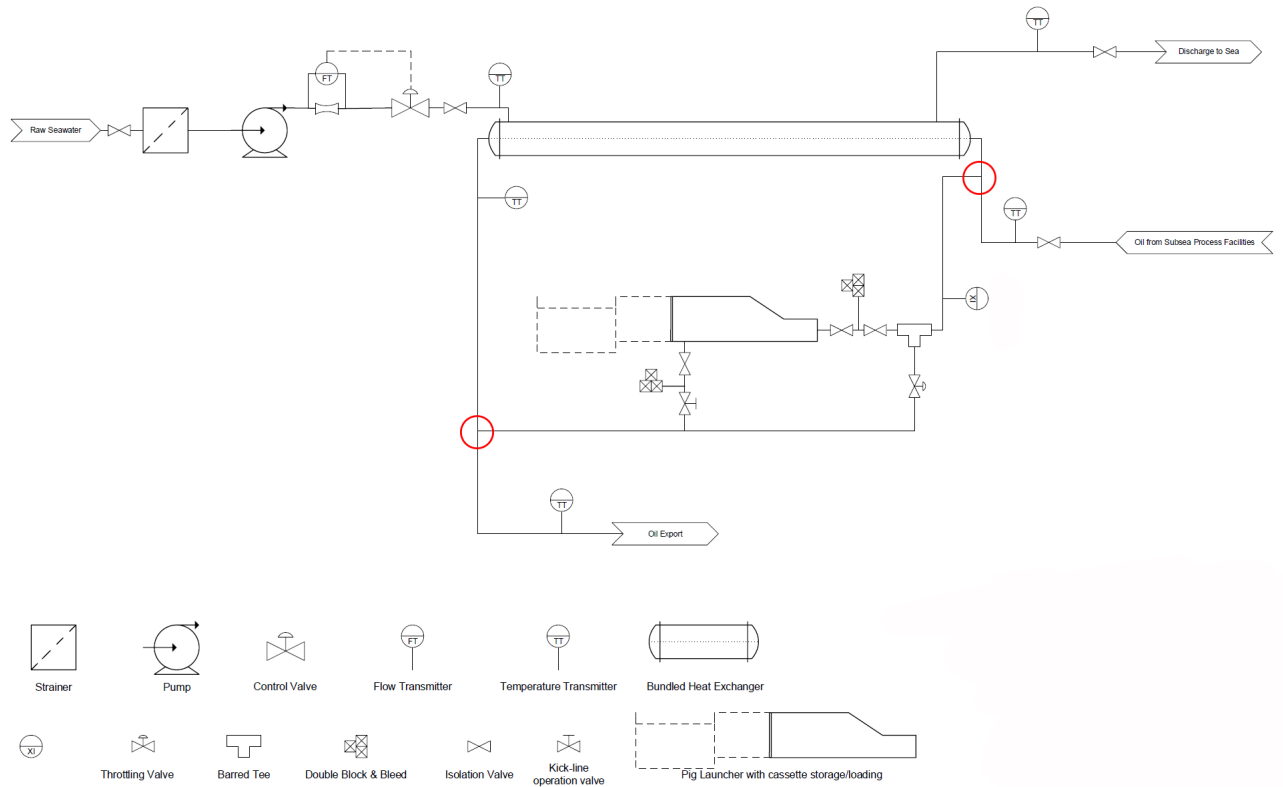 TT
Discharge to Sea
FT
TT
Raw Seawater
TT
TT
Oil from Subsea Process Facilities
XI
TT
Oil Export
FT
TT
Strainer
Pump
Control Valve
Flow Transmitter
Temperature Transmitter
Bundled Heat Exchanger
XI
Throttling Valve
Barred Tee
Double Block & Bleed
Isolation Valve
Kick-line
operation valve
Pig Launcher with cassette storage/loading